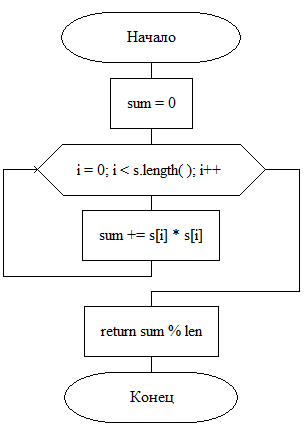 Начало
sum = 0
i = 0; i < s.length( ); i++
sum += s[i] * s[i]
return sum % len
Конец